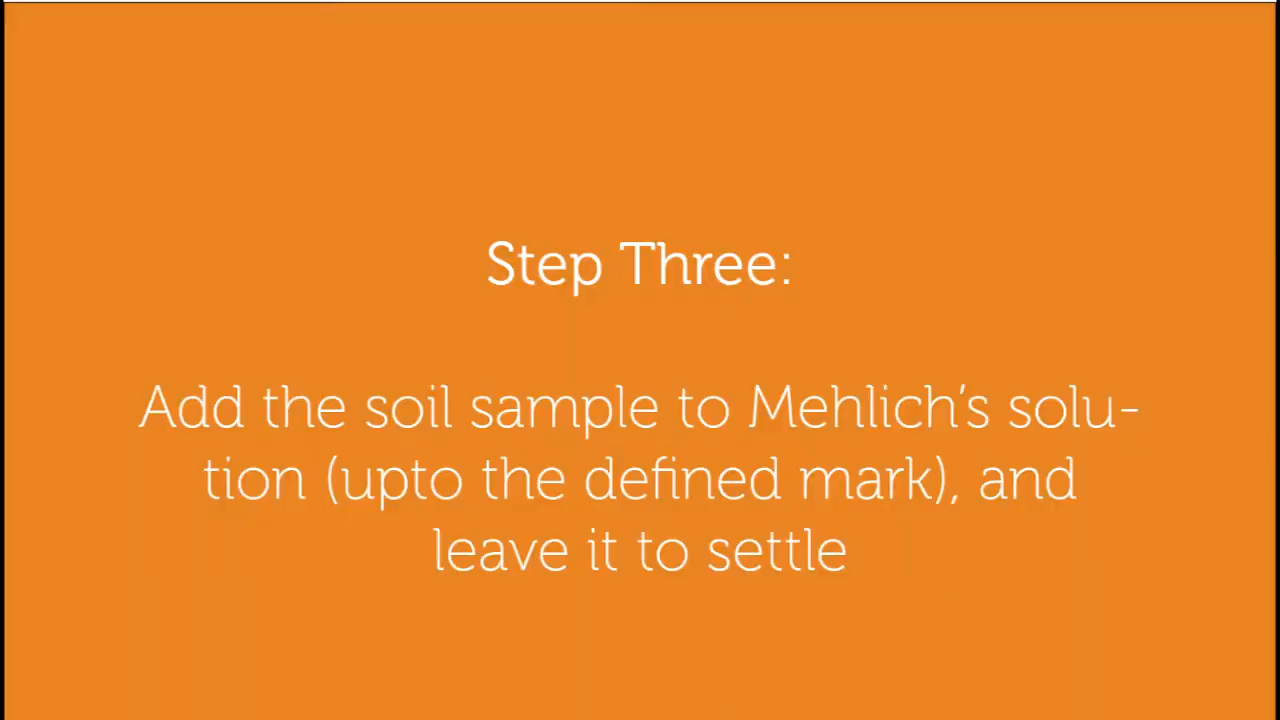 Step Three:
Add the soil sample to Mehlich’s solu-
tion (upto the defined mark), and
leave it to settle